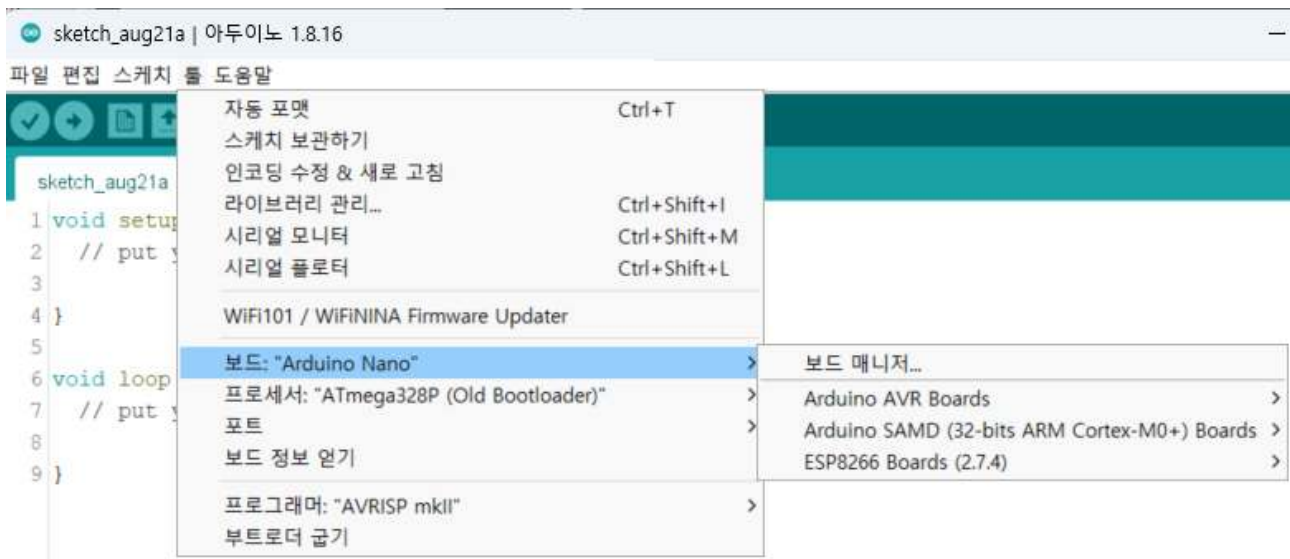 sketch_aug21a | 아두이노 1.8.16
파일 편집 스케치 툴 도움말
sketch_aug21a
1 void setup
2 // put y
3
4 }
5
6 void loop
7 // put y
8
9 }
자동 포맷 Ctrl+T
스케치 보관하기
인코딩 수정 & 새로 고침
라이브러리 관리... Ctrl+Shift+I
시리얼 모니터 Ctrl+Shift+M
시리얼 플로터 Ctrl+Shift+L
WiFi101 / WiFiNINA Firmware Updater
보드: "Arduino Nano" >
프로세서: "ATmega328P (Old Bootloader)" >
포트 >
보드 정보 얻기
프로그래머: "AVRISP mkII" >
부트로더 굽기
보드 매니저...
Arduino AVR Boards >
Arduino SAMD (32-bits ARM Cortex-M0+) Boards >
ESP8266 Boards (2.7.4) >